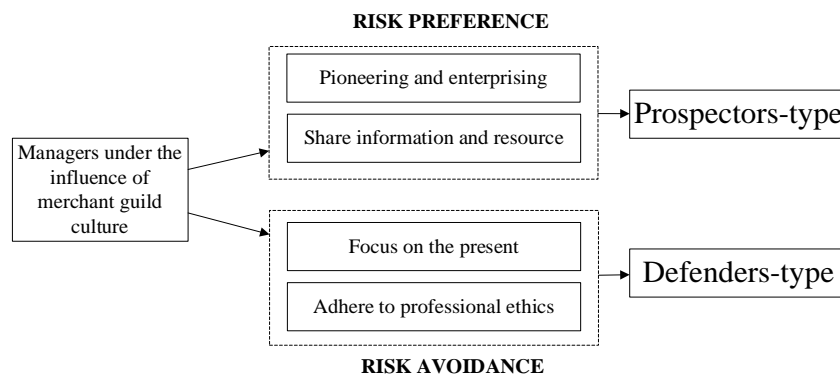 RISK PREFERENCE
Pioneering and enterprising
Share information and resource
Prospectors-type
Managers under the
influence of
merchant guild
culture
Focus on the present
Adhere to professional ethics
Defenders-type
RISK AVOIDANCE